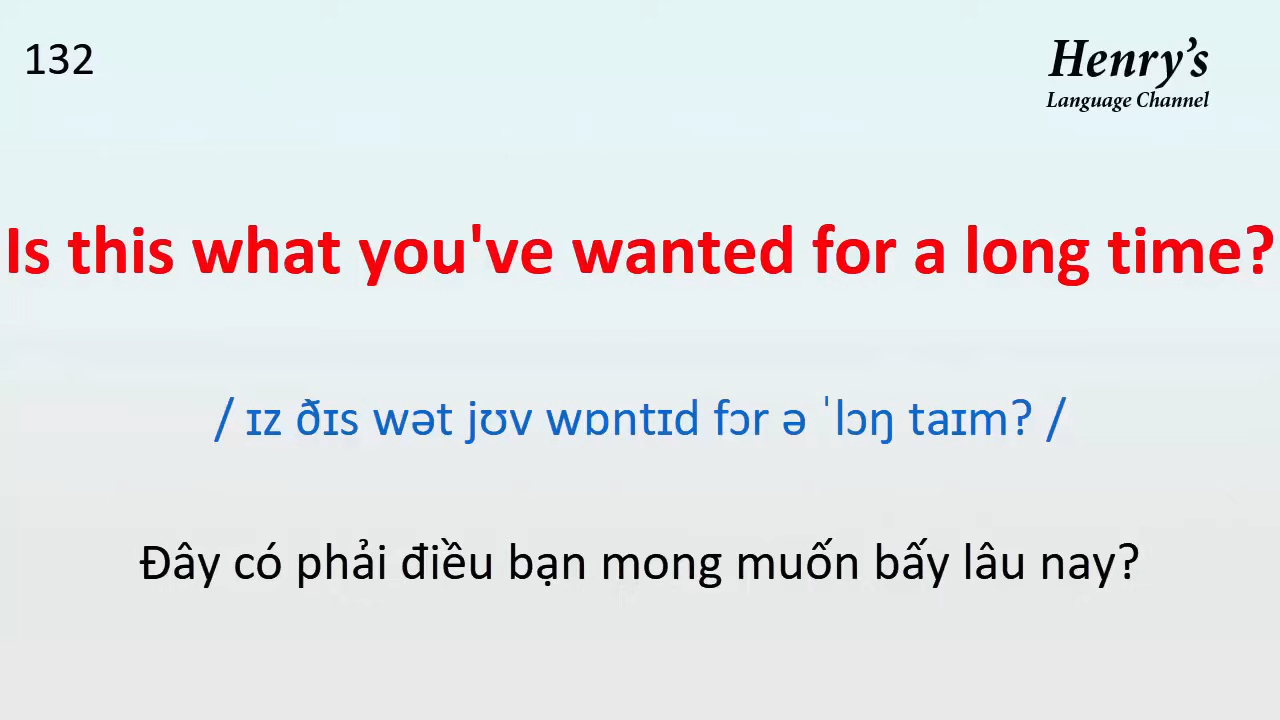 132
Henry's
Language Channel
Is this what you've wanted for a long time?
/ ɪz ðɪs wət jʊv wɒntɪd fɔr ə ˈlɔŋ taɪm? /
Đây có phải điều bạn mong muốn bấy lâu nay?